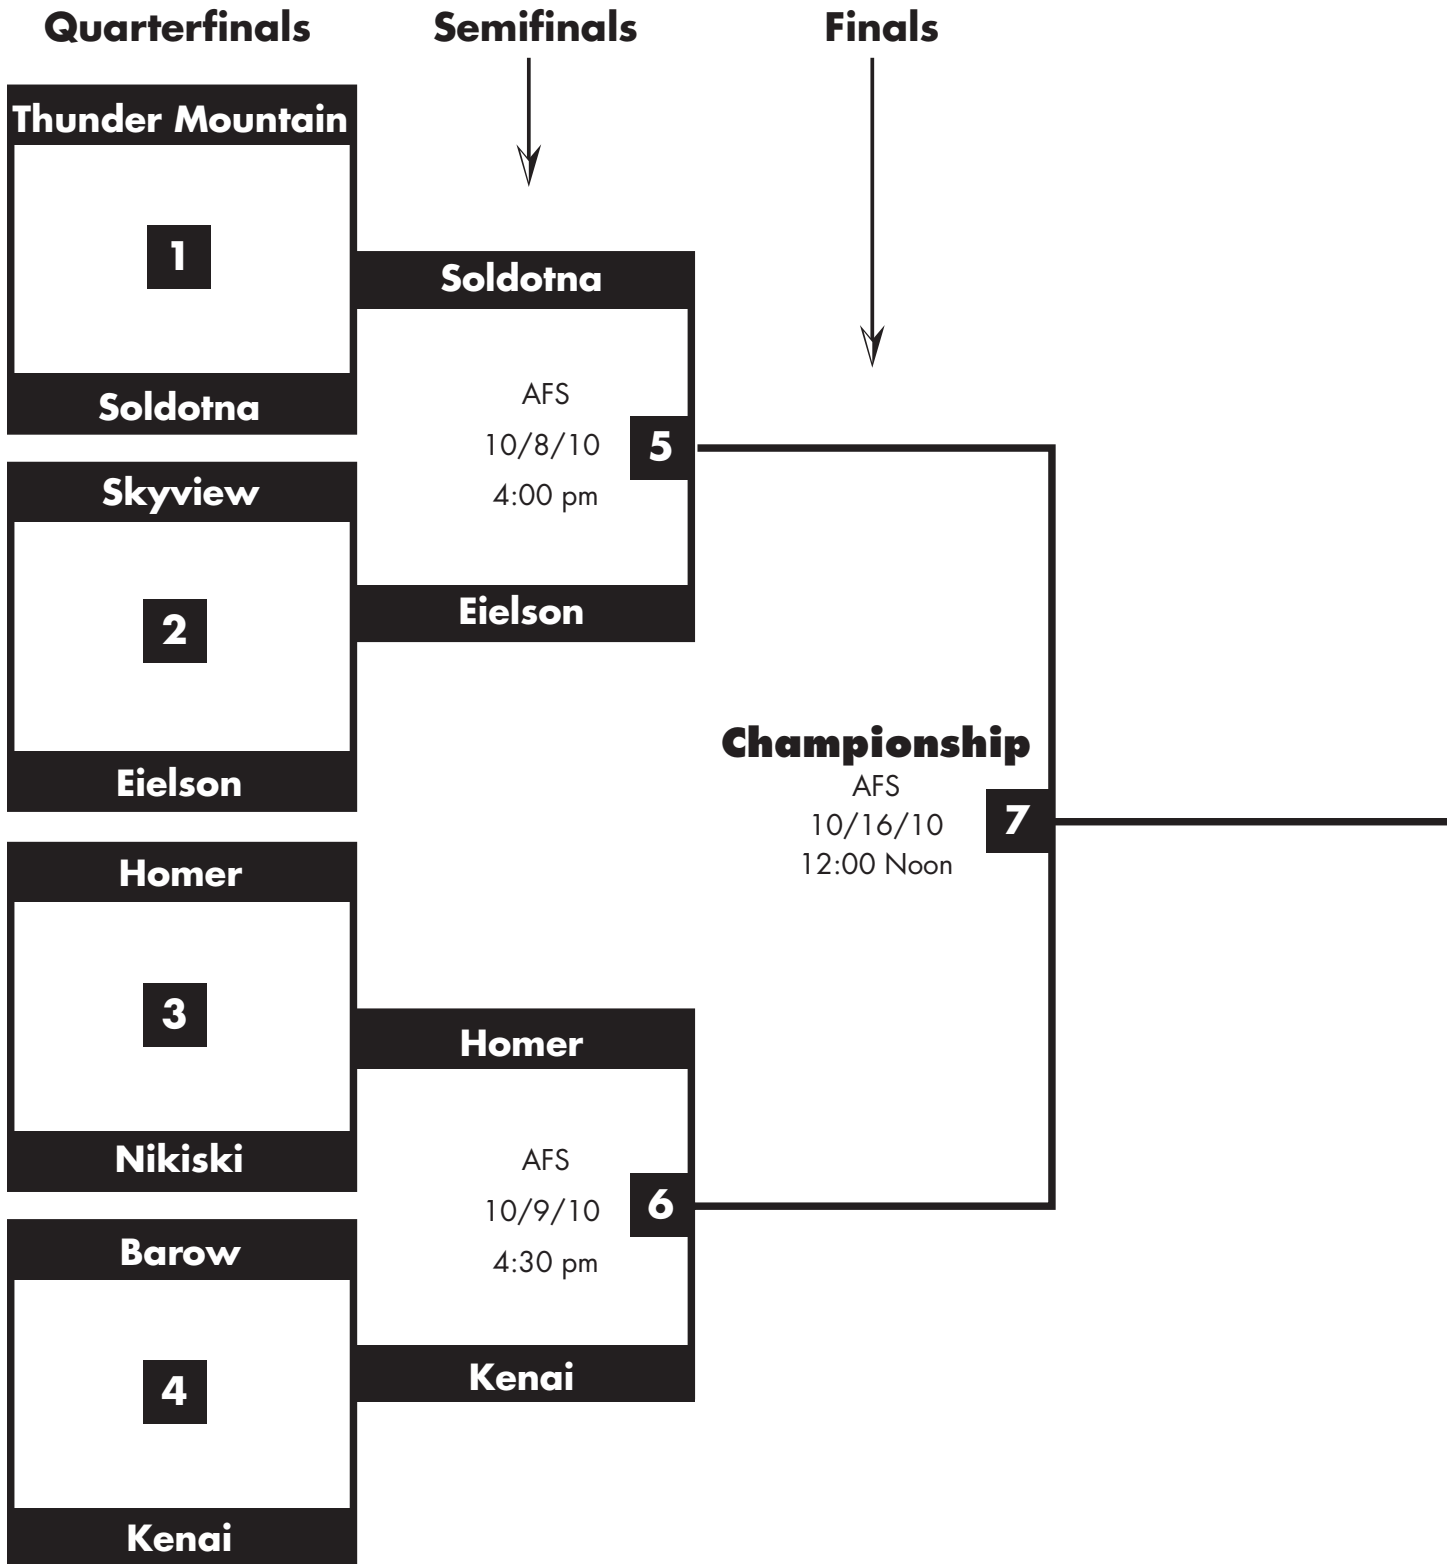 Quarterfinals
Semifinals
Finals
Thunder Mountain
1
Soldotna
Skyview
2
Eielson
Homer
3
Nikiski
Barow
4
Kenai
Soldotna
AFS
10/8/10
5
4:00 pm
Eielson
Homer
AFS
10/9/10
6
4:30 pm
Kenai
Championship
AFS
10/16/10
7
12:00 Noon